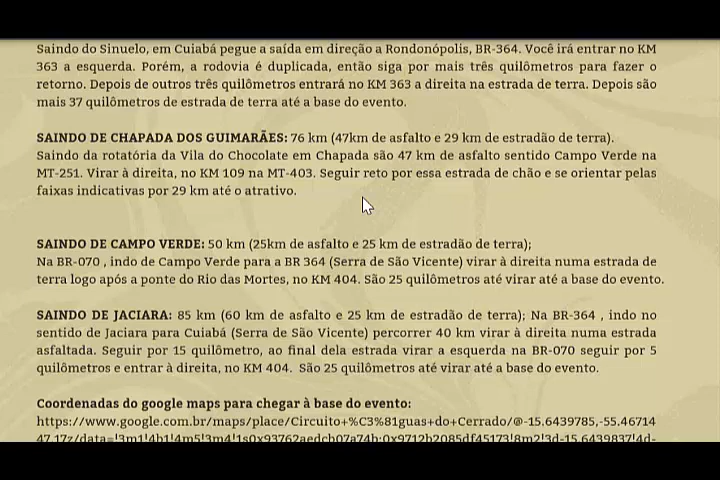 Saindo do Sinuelo, em Cuiabá pegue a saída em direção a Rondonópolis, BR-364. Você irá entrar no KM
363 a esquerda. Porém, a rodovia é duplicada, então siga por mais três quilômetros para fazer o
retorno. Depois de outros três quilômetros entrará no KM 363 a direita na estrada de terra. Depois são
mais 37 quilômetros de estrada de terra até a base do evento.
SAINDO DE CHAPADA DOS GUIMARÃES: 76 km (47km de asfalto e 29 km de estradão de terra).
Saindo da rotatória da Vila do Chocolate em Chapada são 47 km de asfalto sentido Campo Verde na
MT-251. Virar à direita, no KM 109 na MT-403. Seguir reto por essa estrada de chão e se orientar pelas
faixas indicativas por 29 km até o atrativo.
SAINDO DE CAMPO VERDE: 50 km (25km de asfalto e 25 km de estradão de terra);
Na BR-070 , indo de Campo Verde para a BR 364 (Serra de São Vicente) virar à direita numa estrada de
terra logo após a ponte do Rio das Mortes, no KM 404. São 25 quilômetros até virar até a base do evento.
SAINDO DE JACIARA: 85 km (60 km de asfalto e 25 km de estradão de terra); Na BR-364 , indo no
sentido de Jaciara para Cuiabá (Serra de São Vicente) percorrer 40 km virar à direita numa estrada
asfaltada. Seguir por 15 quilômetro, ao final dela estrada virar a esquerda na BR-070 seguir por 5
quilômetros e entrar à direita, no KM 404. São 25 quilômetros até virar até a base do evento.
Coordenadas do google maps para chegar à base do evento:
https://www.google.com.br/maps/place/Circuito+%C3%81guas+do+Cerrado/@-15.6439785,-55.46714
47,17z/data=!3m1!4b1!4m5!3m4!1s0x93762aedcb07a74b:0x9712b2085df45173!8m2!3d-15.6439837!4d-